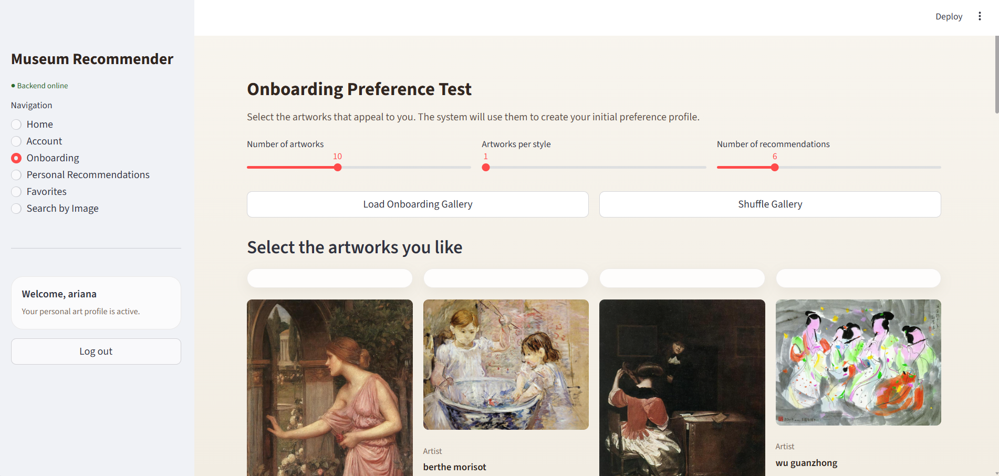 Deploy
Museum Recommender
Backend online
Navigation
Home
Account
Onboarding
Personal Recommendations
Favorites
Search by Image
Welcome, ariana
Your personal art profile is active.
Log out
Onboarding Preference Test
Select the artworks that appeal to you. The system will use them to create your initial preference profile.
Number of artworks
10
Artworks per style
1
Number of recommendations
6
Load Onboarding Gallery
Shuffle Gallery
Select the artworks you like
Artist
berthe morisot
Artist
wu guanzhong